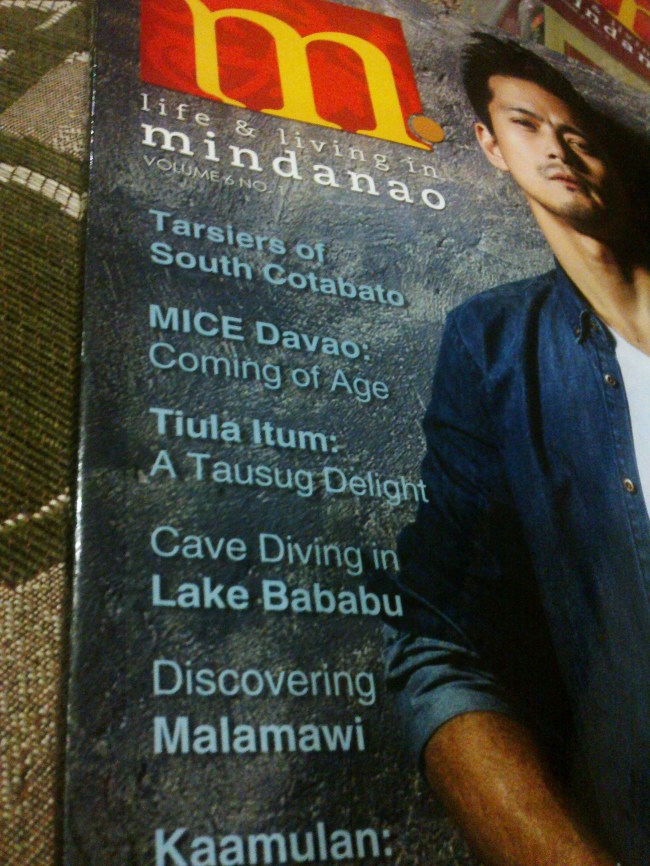 m.
life & living in
mindanao
VOLUME 6 NO.
Tarsiers of
South Cotabato
MICE Davao:
Coming of Age
Tiula Itum:
A Tausug Delight
Cave Diving in
Lake Bababu
Discovering
Malamawi
Kaamulan: